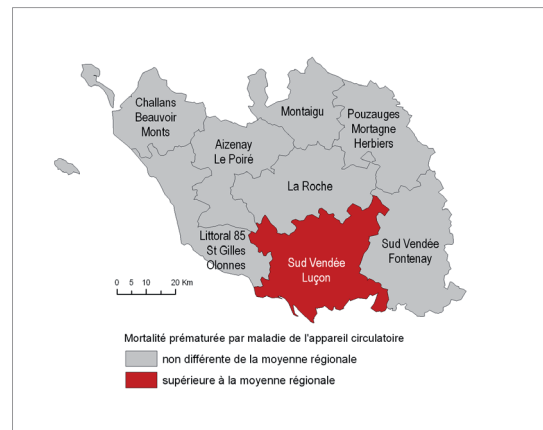 Challans
Beauvoir
Monts
Aizenay
Le Poiré
Montaigu
Pouzauges
Mortagne
Herbiers
La Roche
Littoral 85
St Gilles
Olonnes
Sud Vendée
Luçon
Sud Vendée
Fontenay
0 5 10 20 Km
Mortalité prématurée par maladie de l'appareil circulatoire
non différente de la moyenne régionale
supérieure à la moyenne régionale